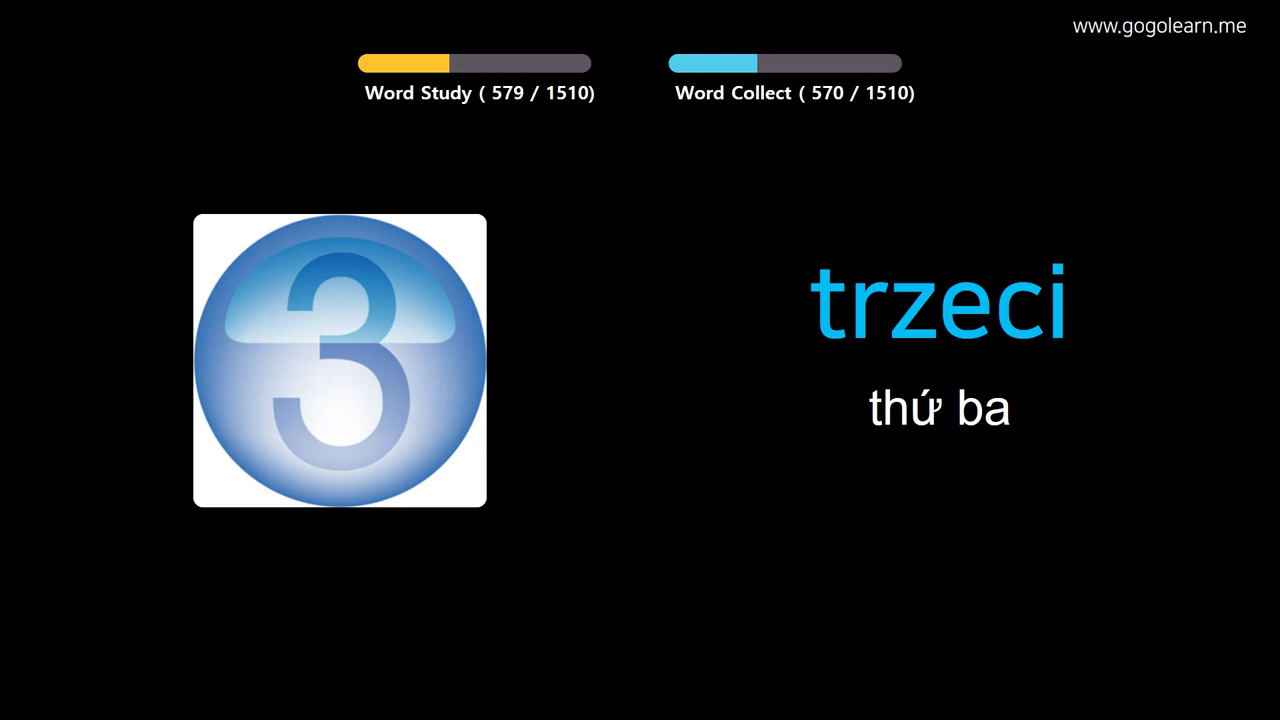 www.gogolearn.me
Word Study ( 579 / 1510)
Word Collect ( 570 / 1510)
3
trzeci
thứ ba